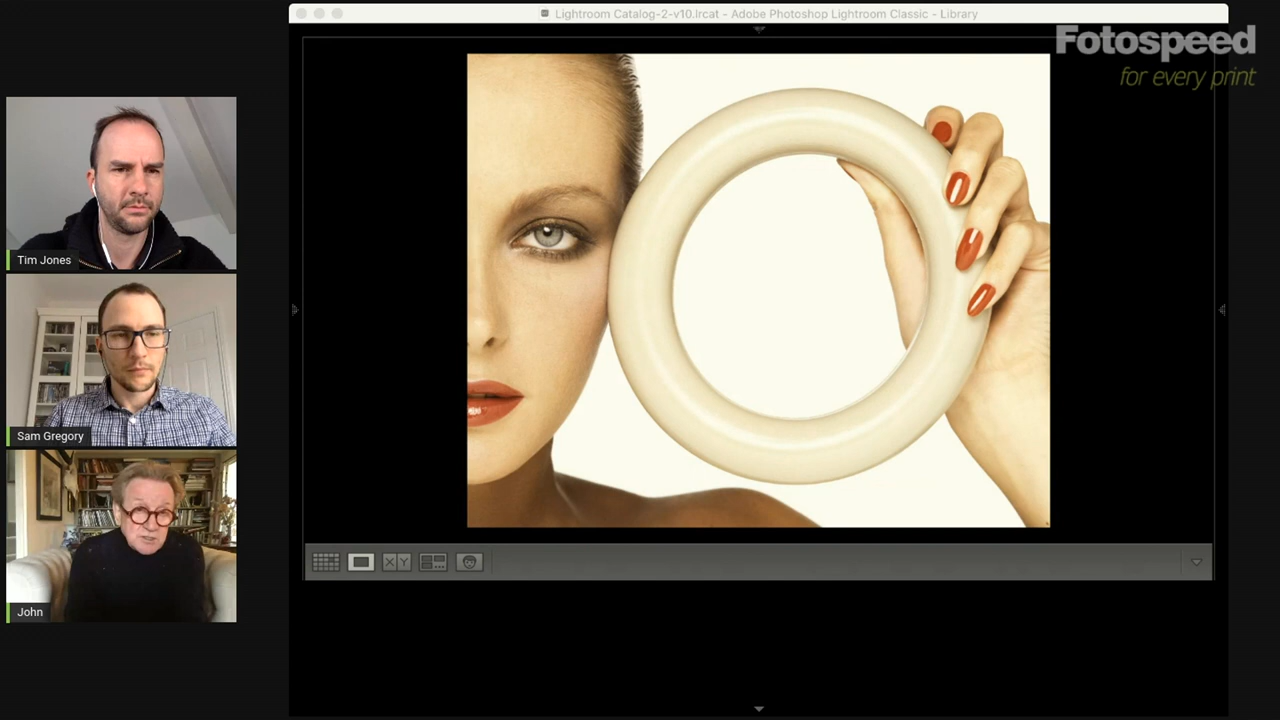 Lightroom Catalog-2-v10.lrcat - Adobe Photoshop Lightroom Classic - Library
Fotospeed
for every print
Tim Jones
Sam Gregory
John
X Y